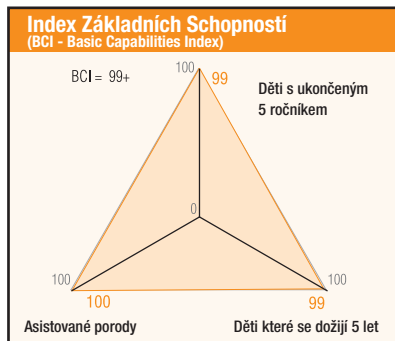 Index Základních Schopností
(BCI - Basic Capabilities Index)
BCI = 99+
100
99
Děti s ukončeným
5 ročníkem
0
100
100
100
99
Asistované porody
Děti které se dožijí 5 let